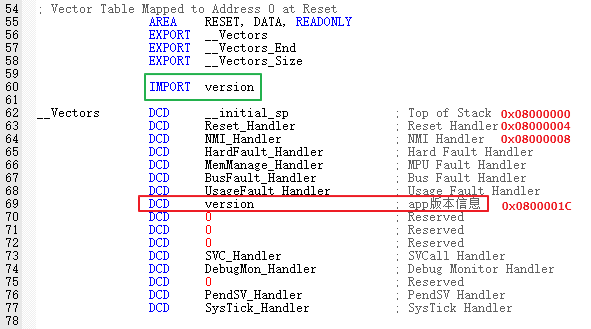 54 ; Vector Table Mapped to Address 0 at Reset
55 AREA RESET, DATA, READONLY
56 EXPORT __Vectors
57 EXPORT __Vectors_End
58 EXPORT __Vectors_Size
59
60 IMPORT version
61
62 __Vectors DCD __initial_sp ; Top of Stack 0x08000000
63 DCD Reset_Handler ; Reset Handler 0x08000004
64 DCD NMI_Handler ; NMI Handler 0x08000008
65 DCD HardFault_Handler ; Hard Fault Handler
66 DCD MemManage_Handler ; MPU Fault Handler
67 DCD BusFault_Handler ; Bus Fault Handler
68 DCD UsageFault_Handler ; Usage Fault Handler
69 DCD version ; app版本信息 0x0800001C
70 DCD 0 ; Reserved
71 DCD 0 ; Reserved
72 DCD 0 ; Reserved
73 DCD SVC_Handler ; SVCall Handler
74 DCD DebugMon_Handler ; Debug Monitor Handler
75 DCD 0 ; Reserved
76 DCD PendSV_Handler ; PendSV Handler
77 DCD SysTick_Handler ; SysTick Handler
78